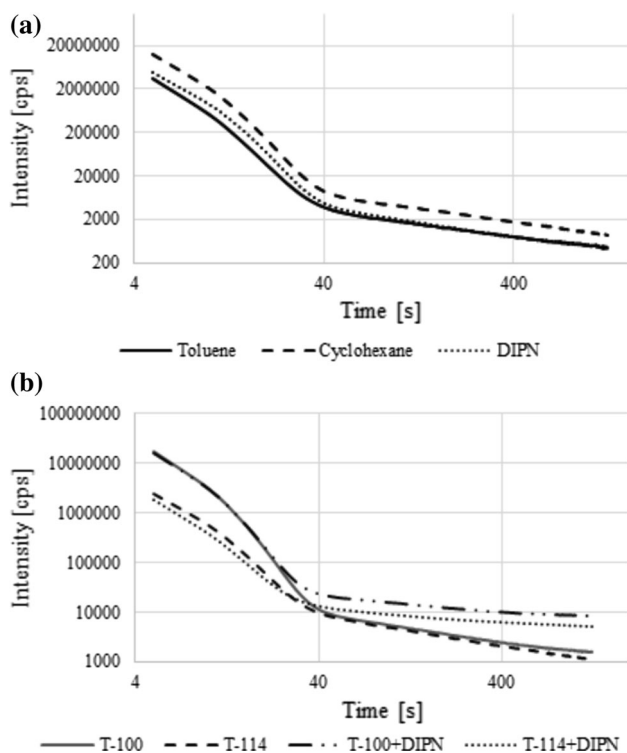 (a)
Intensity [cps]
20000000
2000000
200000
20000
2000
200
4 40 400
Time [s]
Toluene Cyclohexane DIPN
(b)
Intensity [cps]
100000000
10000000
1000000
100000
10000
1000
4 40 400
Time [s]
T-100 T-114 T-100+DIPN T-114+DIPN